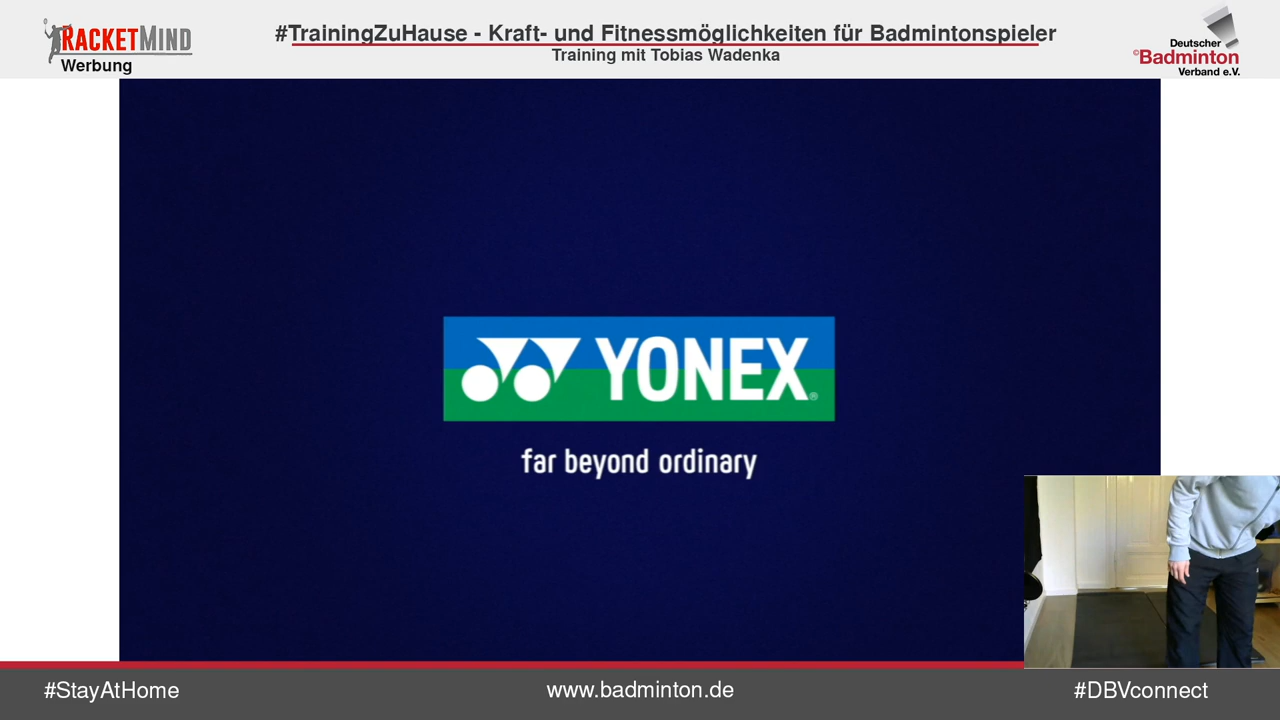 RACKETMIND
Werbung
#TrainingZuHause - Kraft- und Fitnessmöglichkeiten für Badmintonspieler
Training mit Tobias Wadenka
Deutscher
©Badminton
Verband e.V.
YONEX®
far beyond ordinary
#StayAtHome
www.badminton.de
#DBVconnect